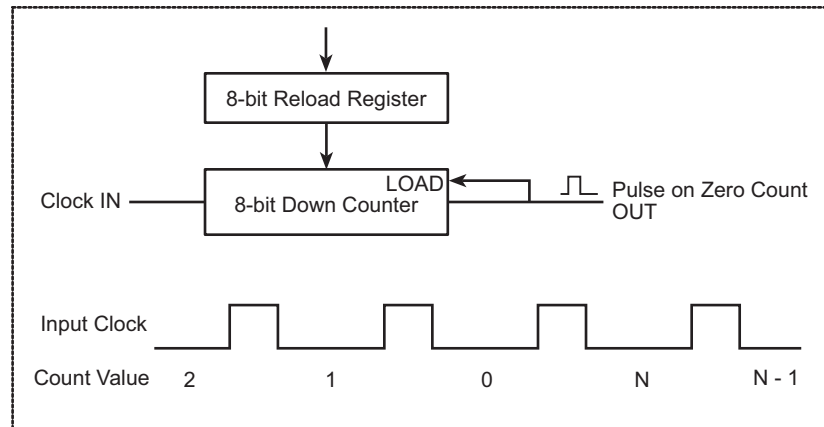 8-bit Reload Register
LOAD
Clock IN
8-bit Down Counter
Pulse on Zero Count
OUT
Input Clock
Count Value 2 1 0 N N - 1